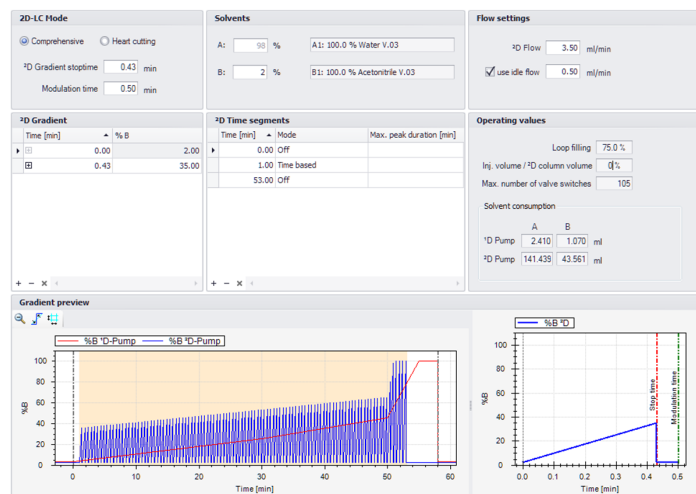 2D-LC Mode
Comprehensive
Heart cutting
²D Gradient stoptime 0.43 min
Modulation time 0.50 min
Solvents
A: 98 % A1: 100.0 % Water V.03
B: 2 % B1: 100.0 % Acetonitrile V.03
Flow settings
²D Flow 3.50 ml/min
use idle flow 0.50 ml/min
²D Gradient
Time [min] %B
0.00 2.00
0.43 35.00
²D Time segments
Time [min] Mode Max. peak duration [min]
0.00 Off
1.00 Time based
53.00 Off
Operating values
Loop filling 75.0 %
Inj. volume / ²D column volume 0 %
Max. number of valve switches 105
Solvent consumption
A B
¹D Pump 2.410 1.070 ml
²D Pump 141.439 43.561 ml
Gradient preview
%B ¹D-Pump %B ²D-Pump
%B
100
80
60
40
20
0
0 10 20 30 40 50 60
Time [min]
%B ²D
%B
100
80
60
40
20
0
Stop time
Modulation time
0.0 0.1 0.2 0.3 0.4 0.5
Time [min]